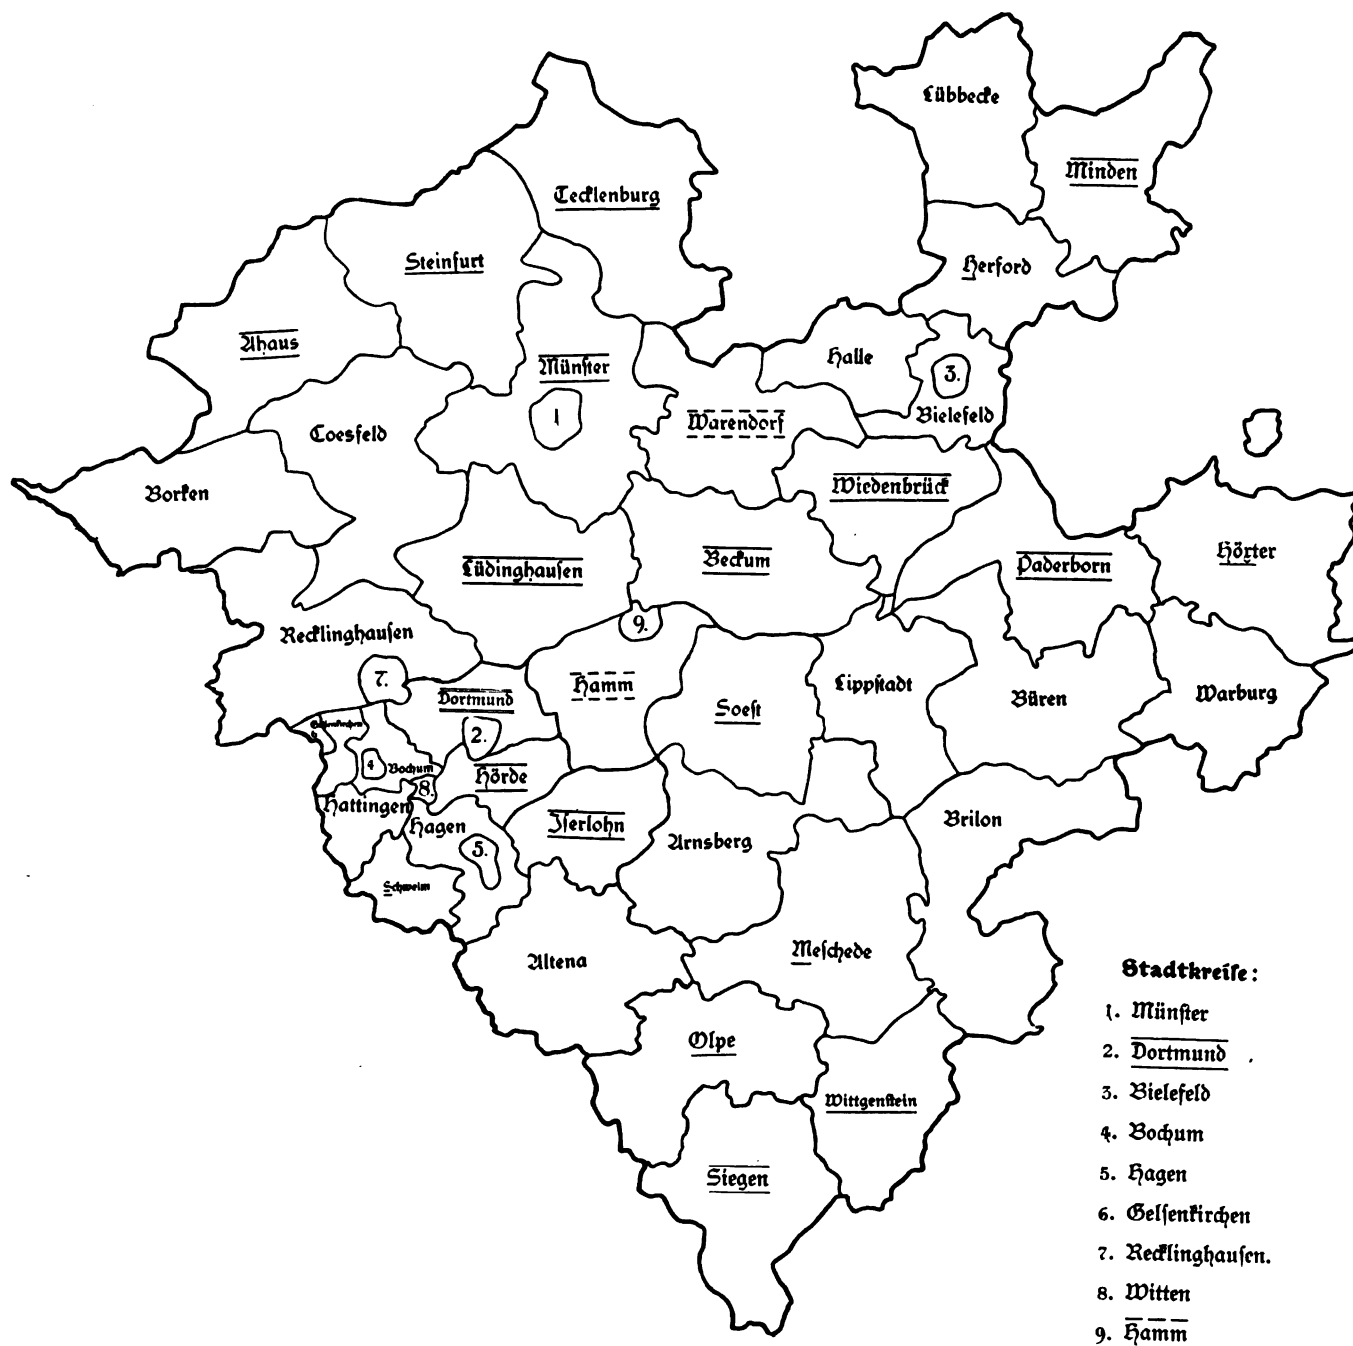 Lübbecke
Minden
Tecklenburg
Steinfurt
Herford
Ahaus
Münster
Halle
3.
1
Warendorf
Bielefeld
Coesfeld
Borken
Wiedenbrück
Lüdinghauſen
Beckum
Paderborn
Höxter
Recklinghauſen
9.
7.
Hamm
Dortmund
Soeſt
Lippſtadt
Büren
Warburg
Gelſenkirchen
6
2.
4
Bochum
Hörde
8.
Hattingen
Hagen
Iſerlohn
Arnsberg
Brilon
5.
Schwelm
Altena
Meſchede
Olpe
Wittgenſtein
Siegen
Stadtkreiſe:
1. Münſter
2. Dortmund
3. Bielefeld
4. Bochum
5. Hagen
6. Gelſenkirchen
7. Recklinghauſen.
8. Witten
9. Hamm